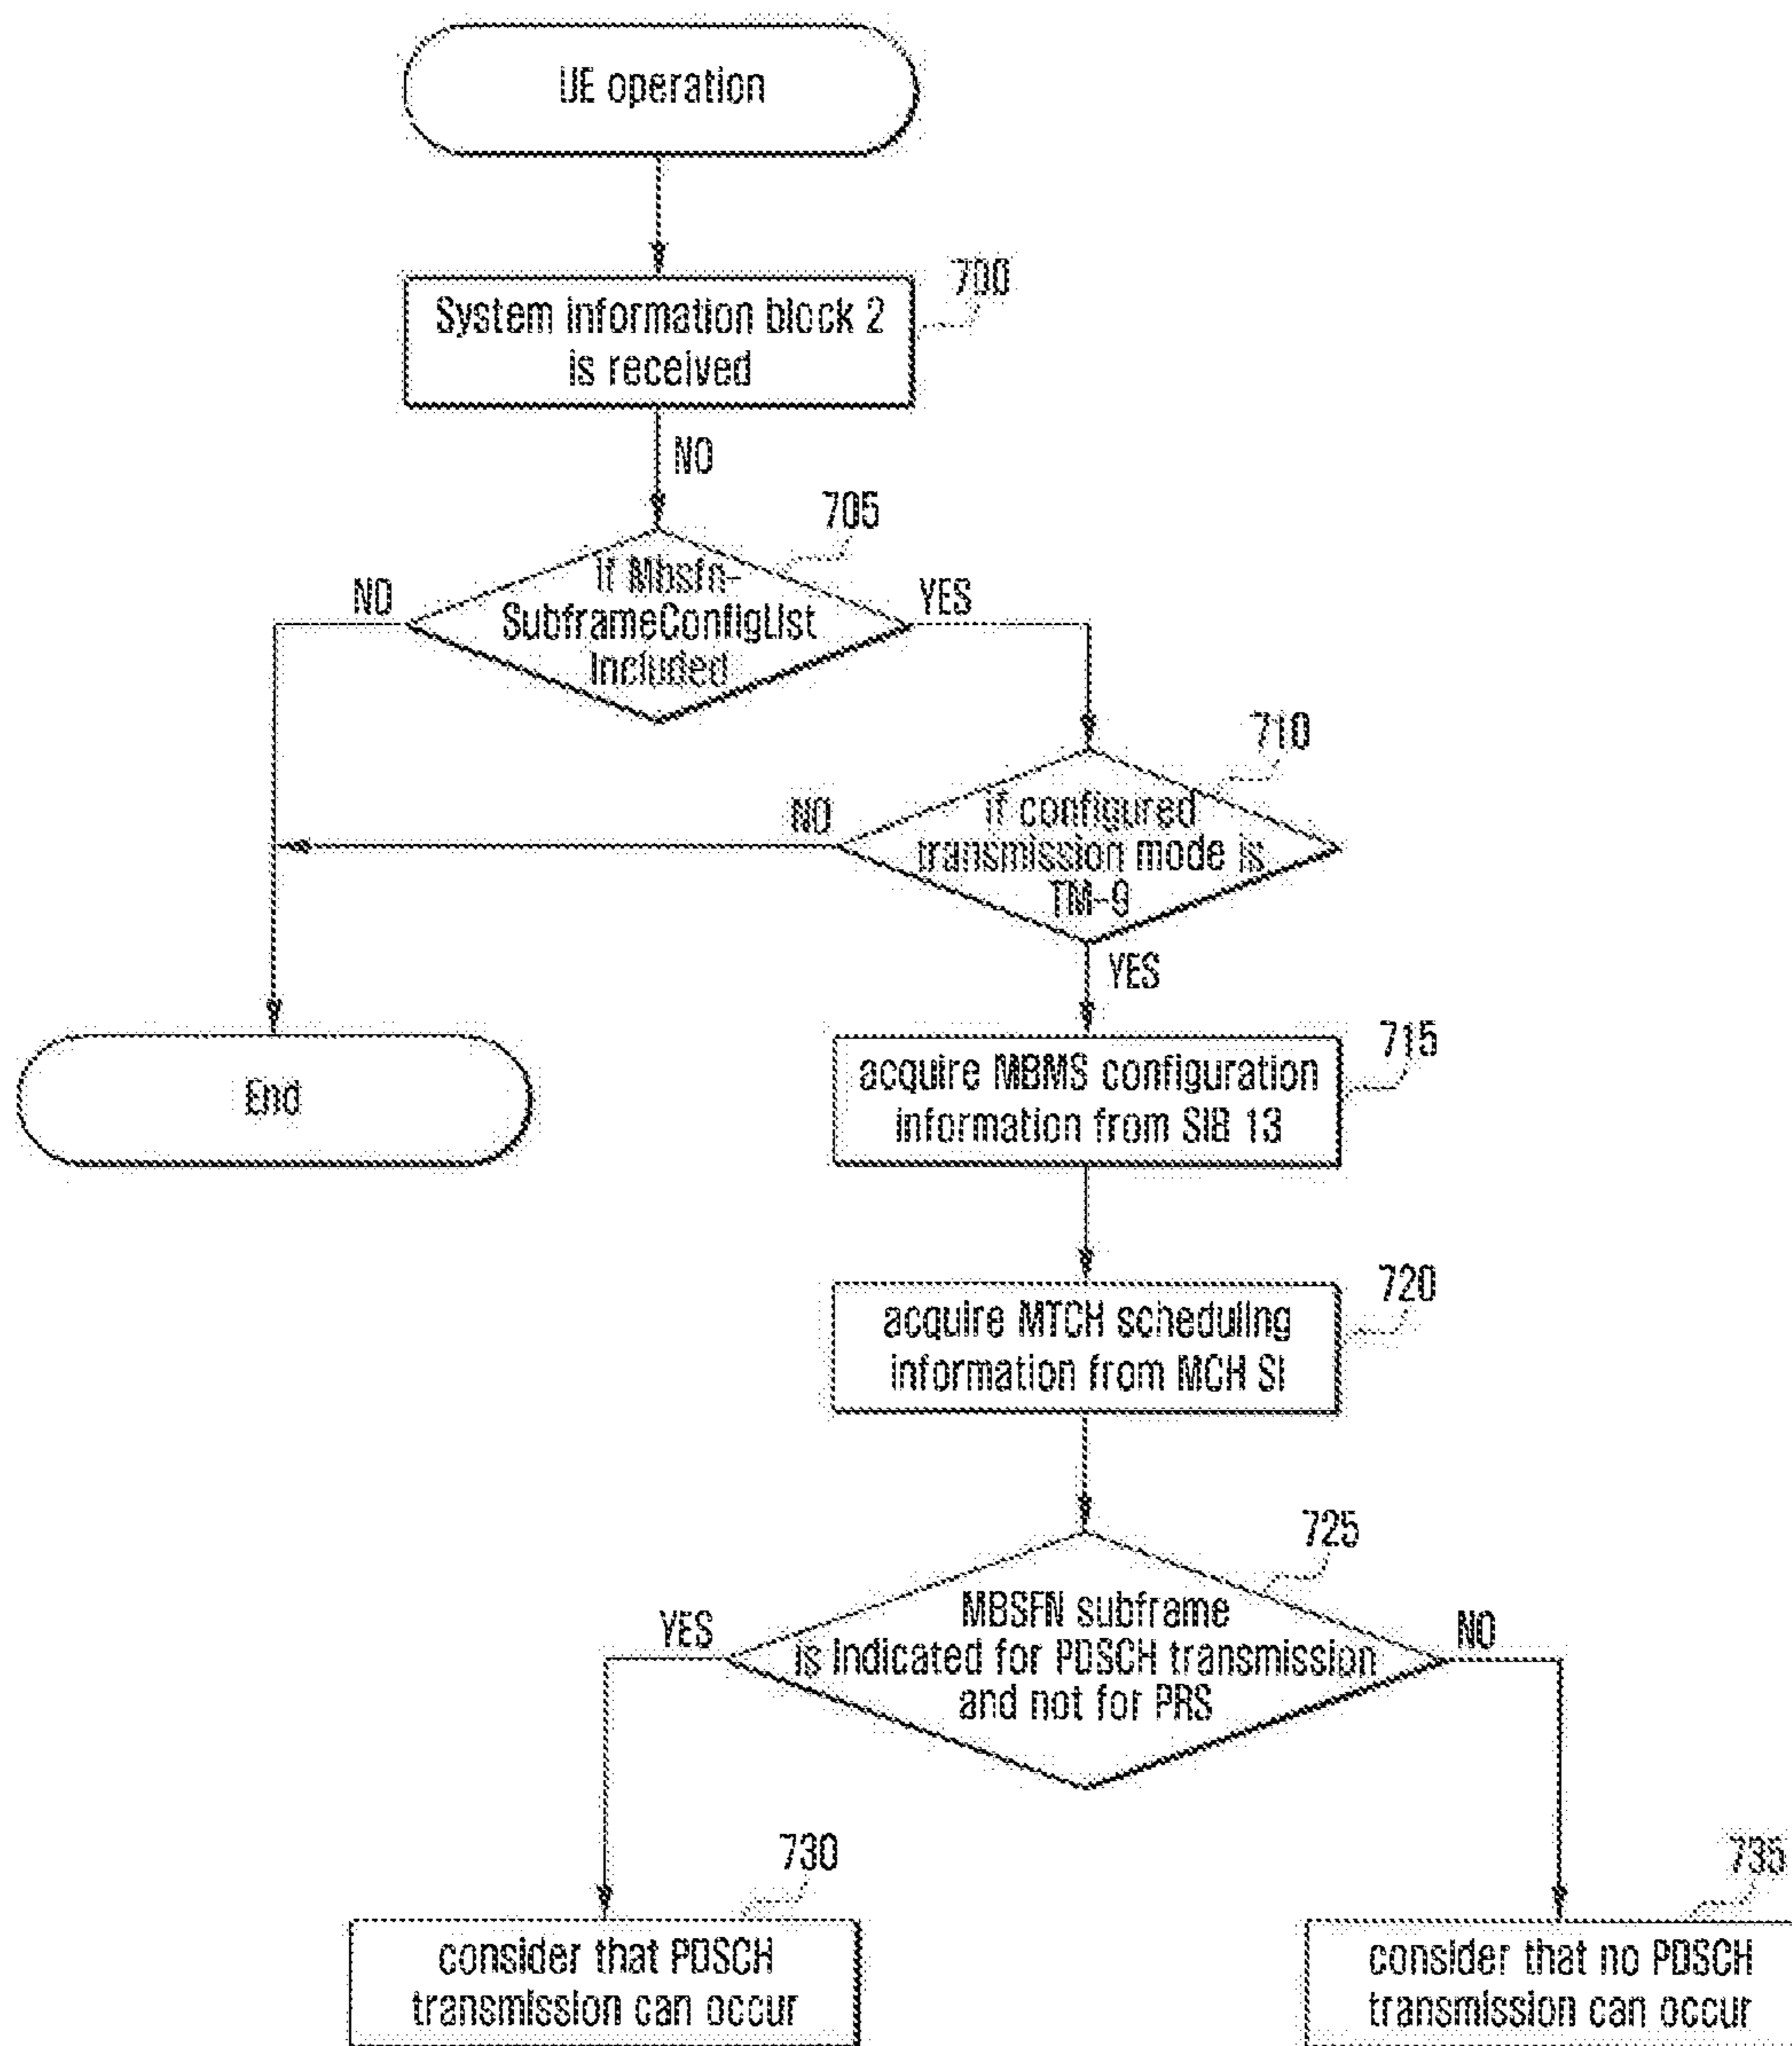 UE operation
700
System information block 2
is received
NO
705
if Mbsfn-
SubframeConfigList
included
NO
YES
710
if configured
transmission mode is
TM-9
NO
YES
End
715
acquire MBMS configuration
information from SIB 13
720
acquire MTCH scheduling
information from MCH SI
725
MBSFN subframe
is indicated for PDSCH transmission
and not for PRS
YES
NO
730
consider that PDSCH
transmission can occur
735
consider that no PDSCH
transmission can occur